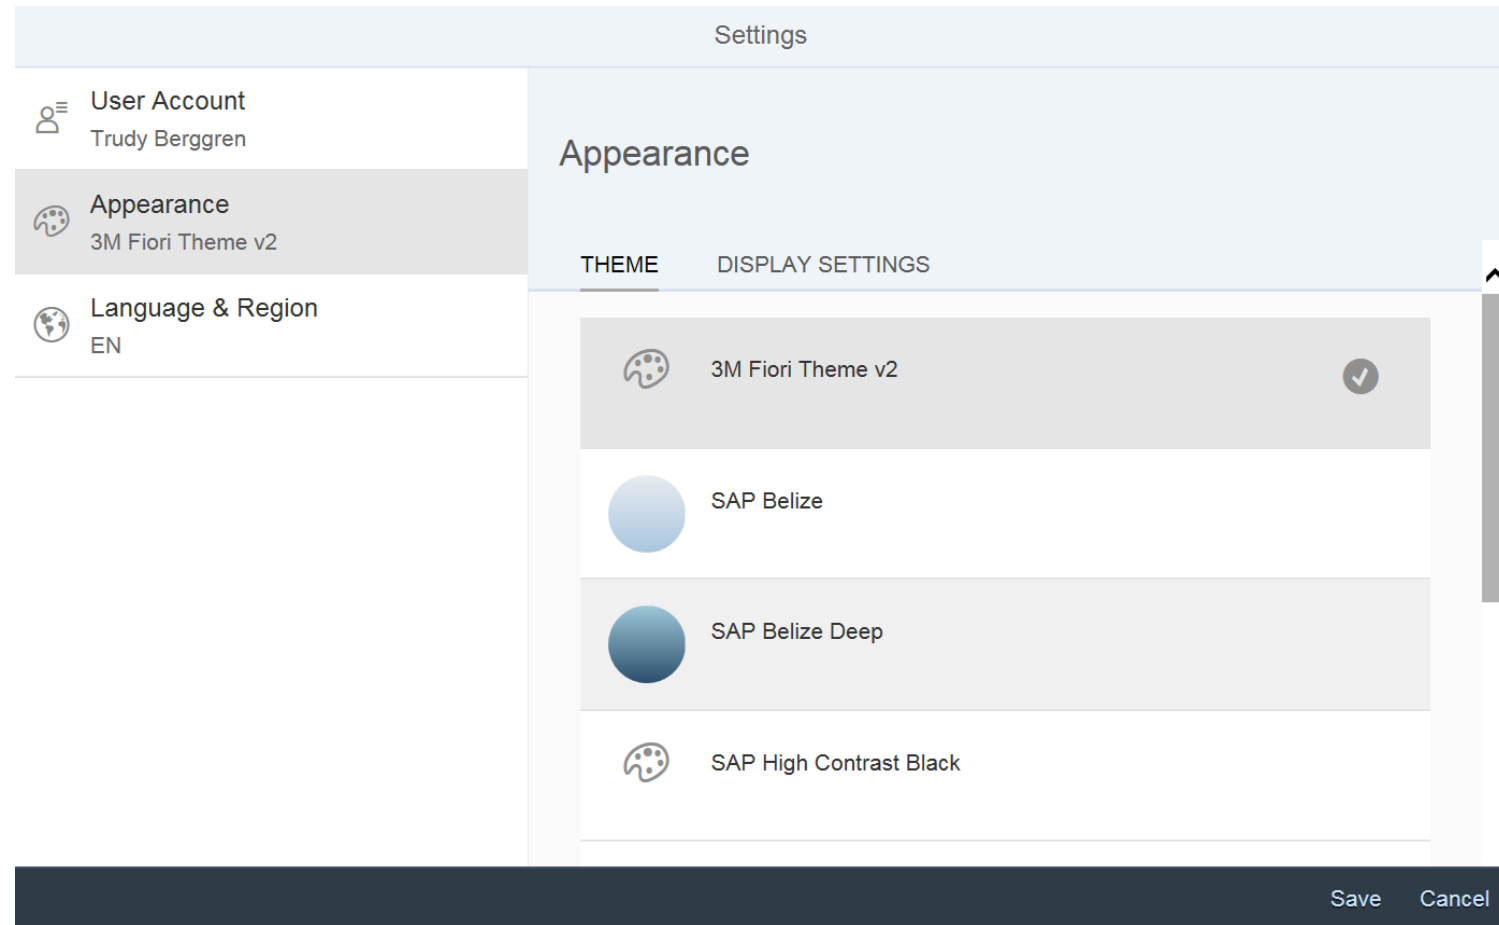 Settings
User Account
Trudy Berggren
Appearance
3M Fiori Theme v2
Language & Region
EN
Appearance
THEME
DISPLAY SETTINGS
3M Fiori Theme v2
SAP Belize
SAP Belize Deep
SAP High Contrast Black
Save
Cancel